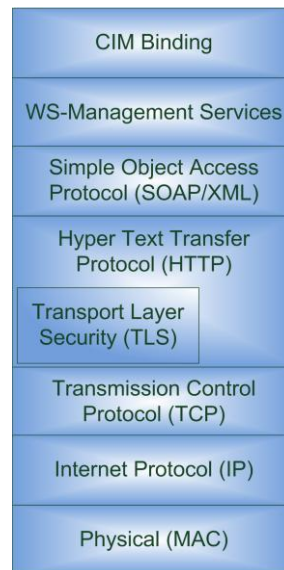 CIM Binding
WS-Management Services
Simple Object Access
Protocol (SOAP/XML)
Hyper Text Transfer
Protocol (HTTP)
Transport Layer
Security (TLS)
Transmission Control
Protocol (TCP)
Internet Protocol (IP)
Physical (MAC)